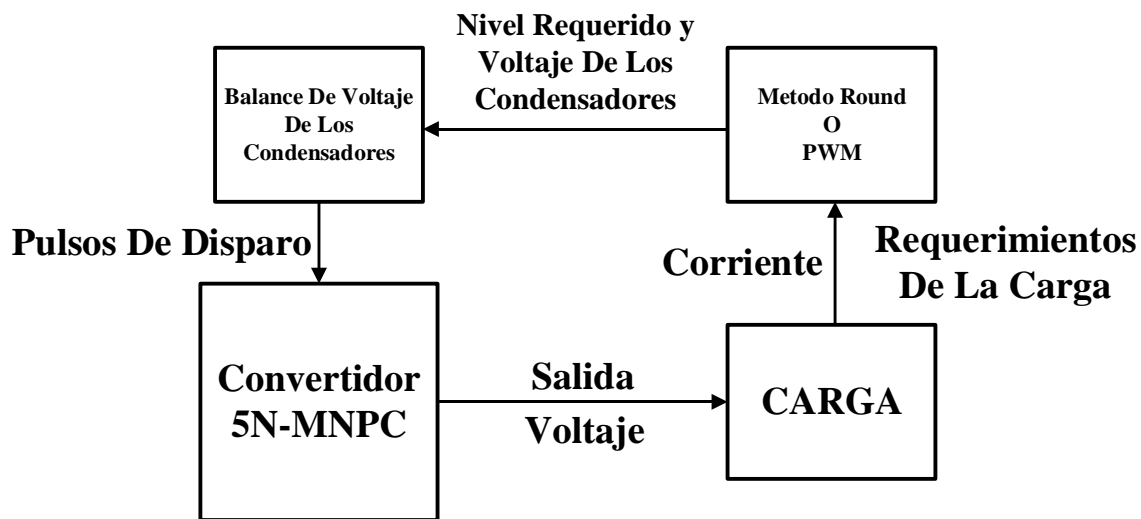 Nivel Requerido y
Voltaje De Los
Condensadores
Balance De Voltaje
De Los
Condensadores
Metodo Round
O
PWM
Pulsos De Disparo
Corriente
Requerimientos
De La Carga
Convertidor
5N-MNPC
Salida
Voltaje
CARGA